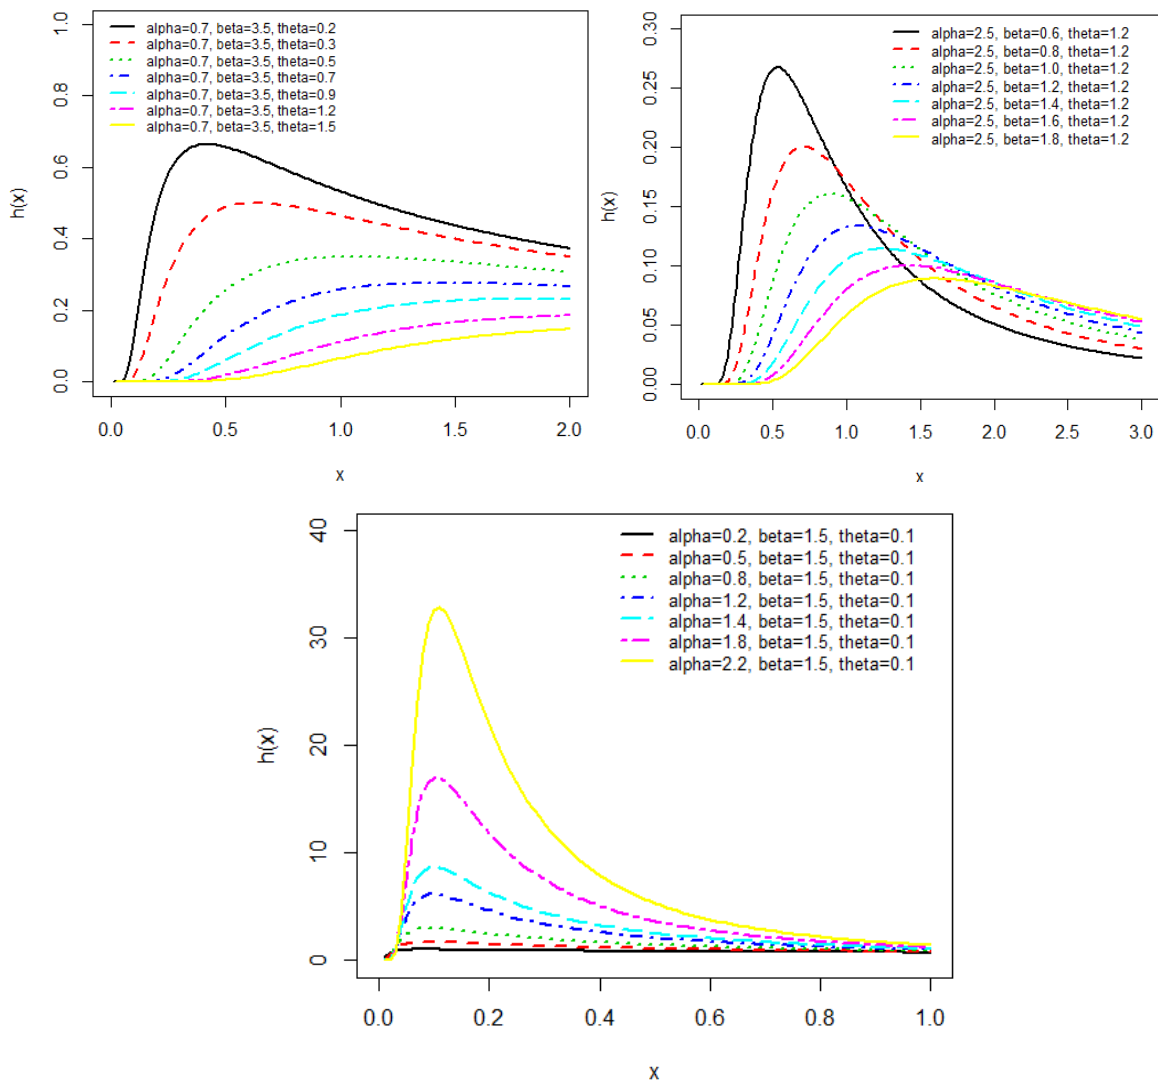 1.0
0.8
0.6
0.4
0.2
0.0
h(x)
alpha=0.7, beta=3.5, theta=0.2
alpha=0.7, beta=3.5, theta=0.3
alpha=0.7, beta=3.5, theta=0.5
alpha=0.7, beta=3.5, theta=0.7
alpha=0.7, beta=3.5, theta=0.9
alpha=0.7, beta=3.5, theta=1.2
alpha=0.7, beta=3.5, theta=1.5
0.0 0.5 1.0 1.5 2.0
x
0.30
0.25
0.20
0.15
0.10
0.05
0.00
h(x)
alpha=2.5, beta=0.6, theta=1.2
alpha=2.5, beta=0.8, theta=1.2
alpha=2.5, beta=1.0, theta=1.2
alpha=2.5, beta=1.2, theta=1.2
alpha=2.5, beta=1.4, theta=1.2
alpha=2.5, beta=1.6, theta=1.2
alpha=2.5, beta=1.8, theta=1.2
0.0 0.5 1.0 1.5 2.0 2.5 3.0
x
40
30
20
10
0
h(x)
alpha=0.2, beta=1.5, theta=0.1
alpha=0.5, beta=1.5, theta=0.1
alpha=0.8, beta=1.5, theta=0.1
alpha=1.2, beta=1.5, theta=0.1
alpha=1.4, beta=1.5, theta=0.1
alpha=1.8, beta=1.5, theta=0.1
alpha=2.2, beta=1.5, theta=0.1
0.0 0.2 0.4 0.6 0.8 1.0
x